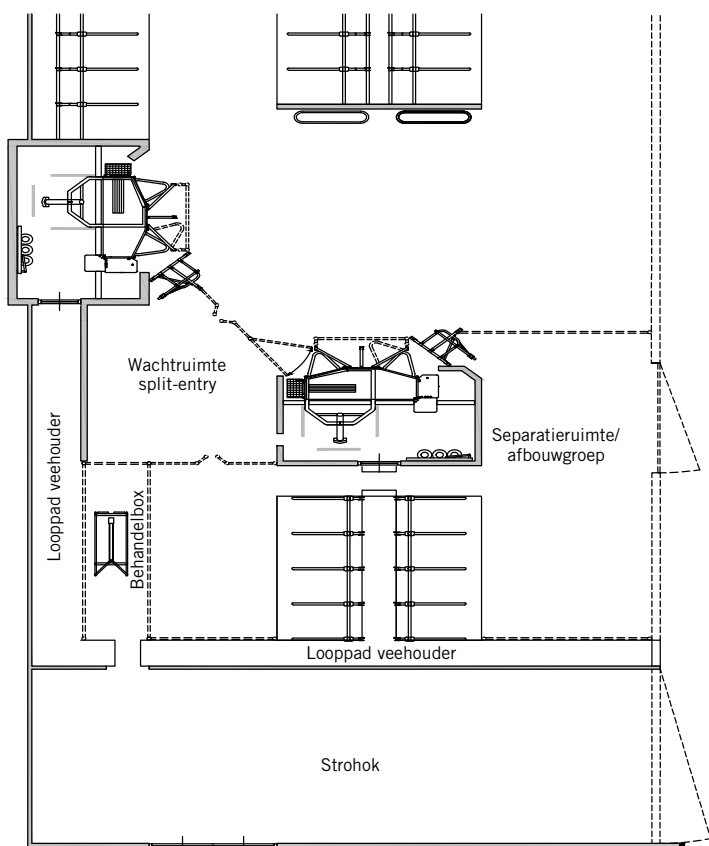 Wachtruimte
split-entry
Separatieruimte/
afbouwgroep
Looppad veehouder
Behandelbox
Looppad veehouder
Strohok